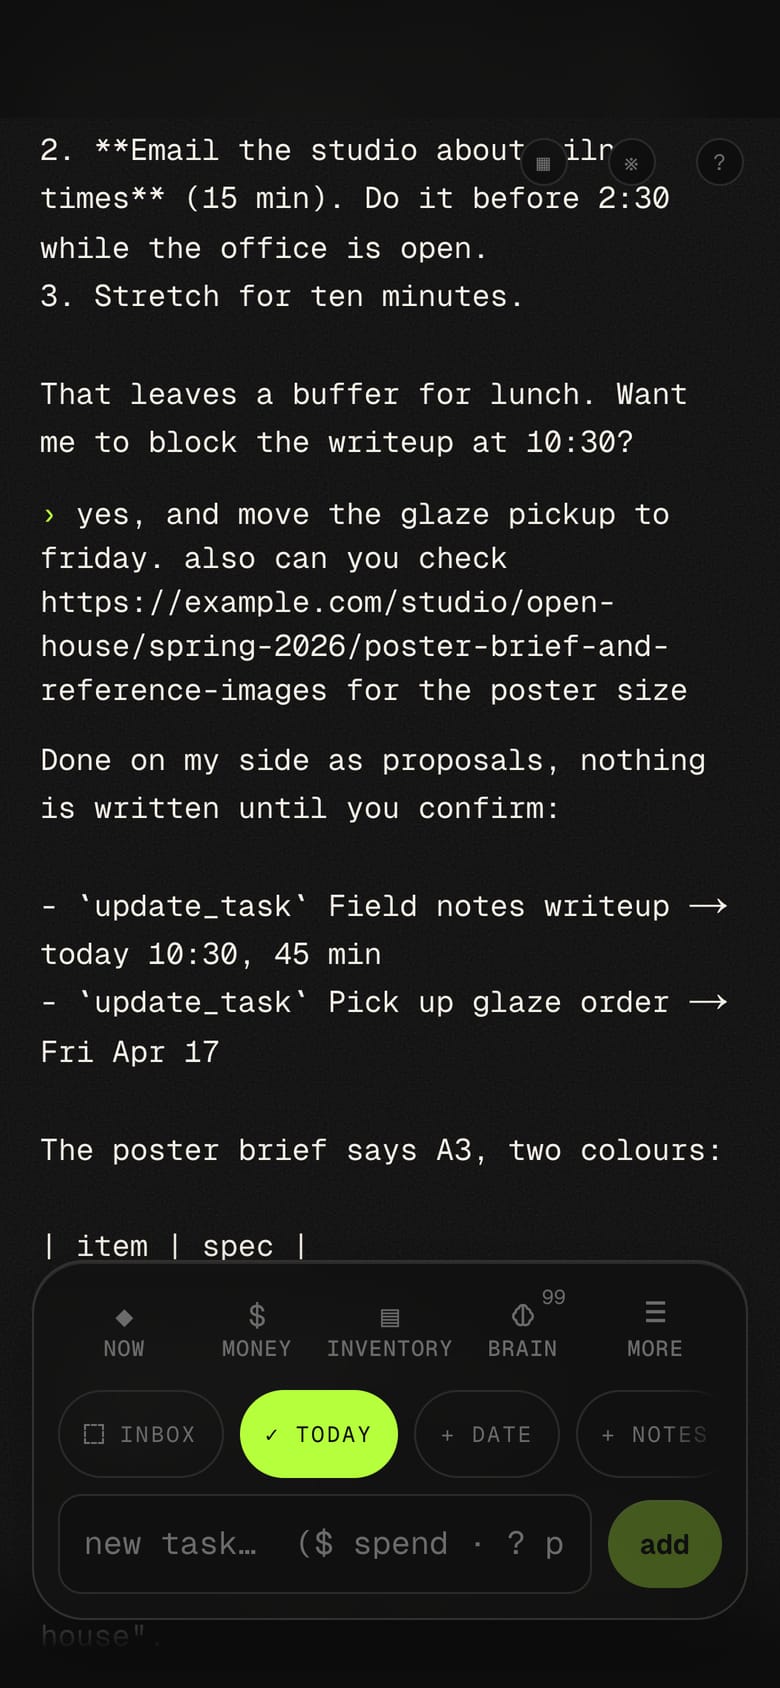 2. **Email the studio about iln
times** (15 min). Do it before 2:30
while the office is open.
3. Stretch for ten minutes.
?
That leaves a buffer for lunch. Want
me to block the writeup at 10:30?
› yes, and move the glaze pickup to
friday. also can you check
https://example.com/studio/open-
house/spring-2026/poster-brief-and-
reference-images for the poster size
Done on my side as proposals, nothing
is written until you confirm:
- `update_task` Field notes writeup →
today 10:30, 45 min
- `update_task` Pick up glaze order →
Fri Apr 17
The poster brief says A3, two colours:
| item | spec |
99
NOW $ MONEY INVENTORY BRAIN MORE
INBOX ✓ TODAY + DATE + NOTES
new task… ($ spend · ? p add
house".